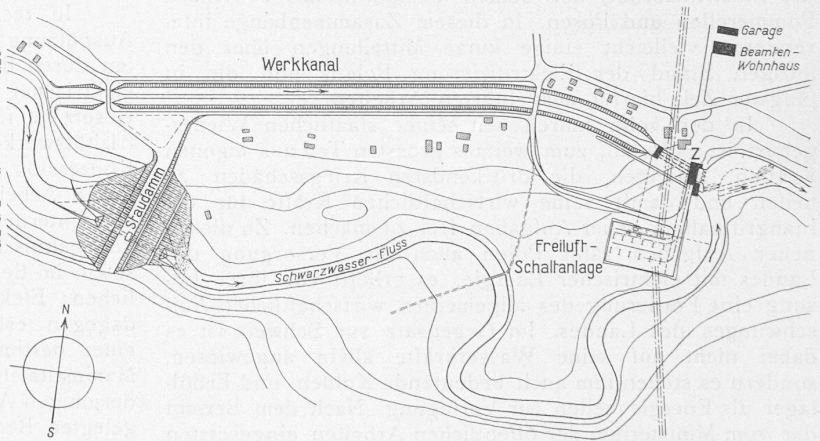 Garage
Beamten-
Wohnhaus
Werkkanal
Z
Staudamm
Freiluft-
Schaltanlage
Schwarzwasser-Fluss
N
S